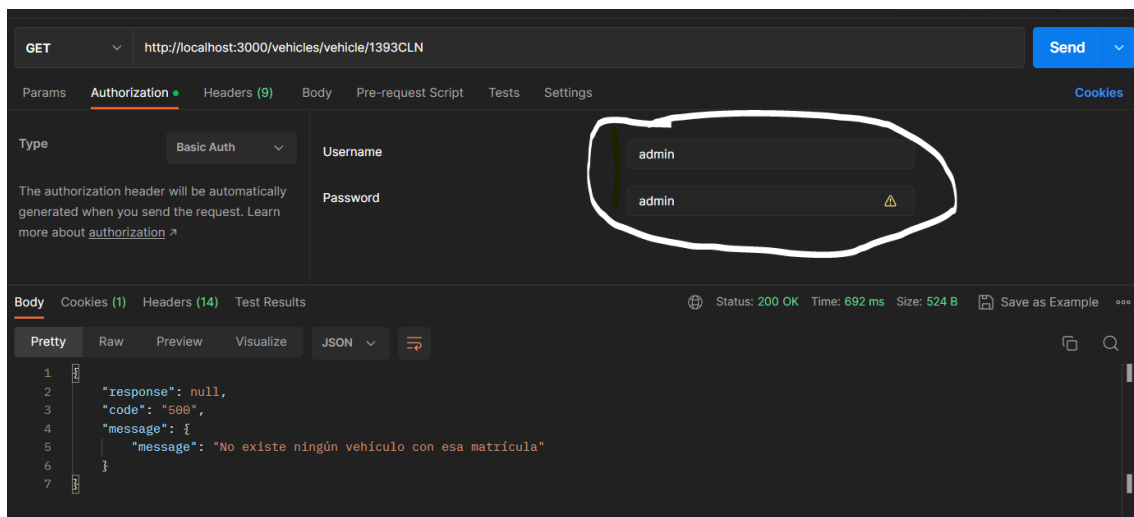 GET http://localhost:3000/vehicles/vehicle/1393CLN Send
Params Authorization Headers (9) Body Pre-request Script Tests Settings Cookies
Type Basic Auth
The authorization header will be automatically
generated when you send the request. Learn
more about authorization ↗
Username admin
Password admin
Body Cookies (1) Headers (14) Test Results Status: 200 OK Time: 692 ms Size: 524 B Save as Example
Pretty Raw Preview Visualize JSON
1 {
2 "response": null,
3 "code": "500",
4 "message": {
5 "message": "No existe ningún vehículo con esa matrícula"
6 }
7 }